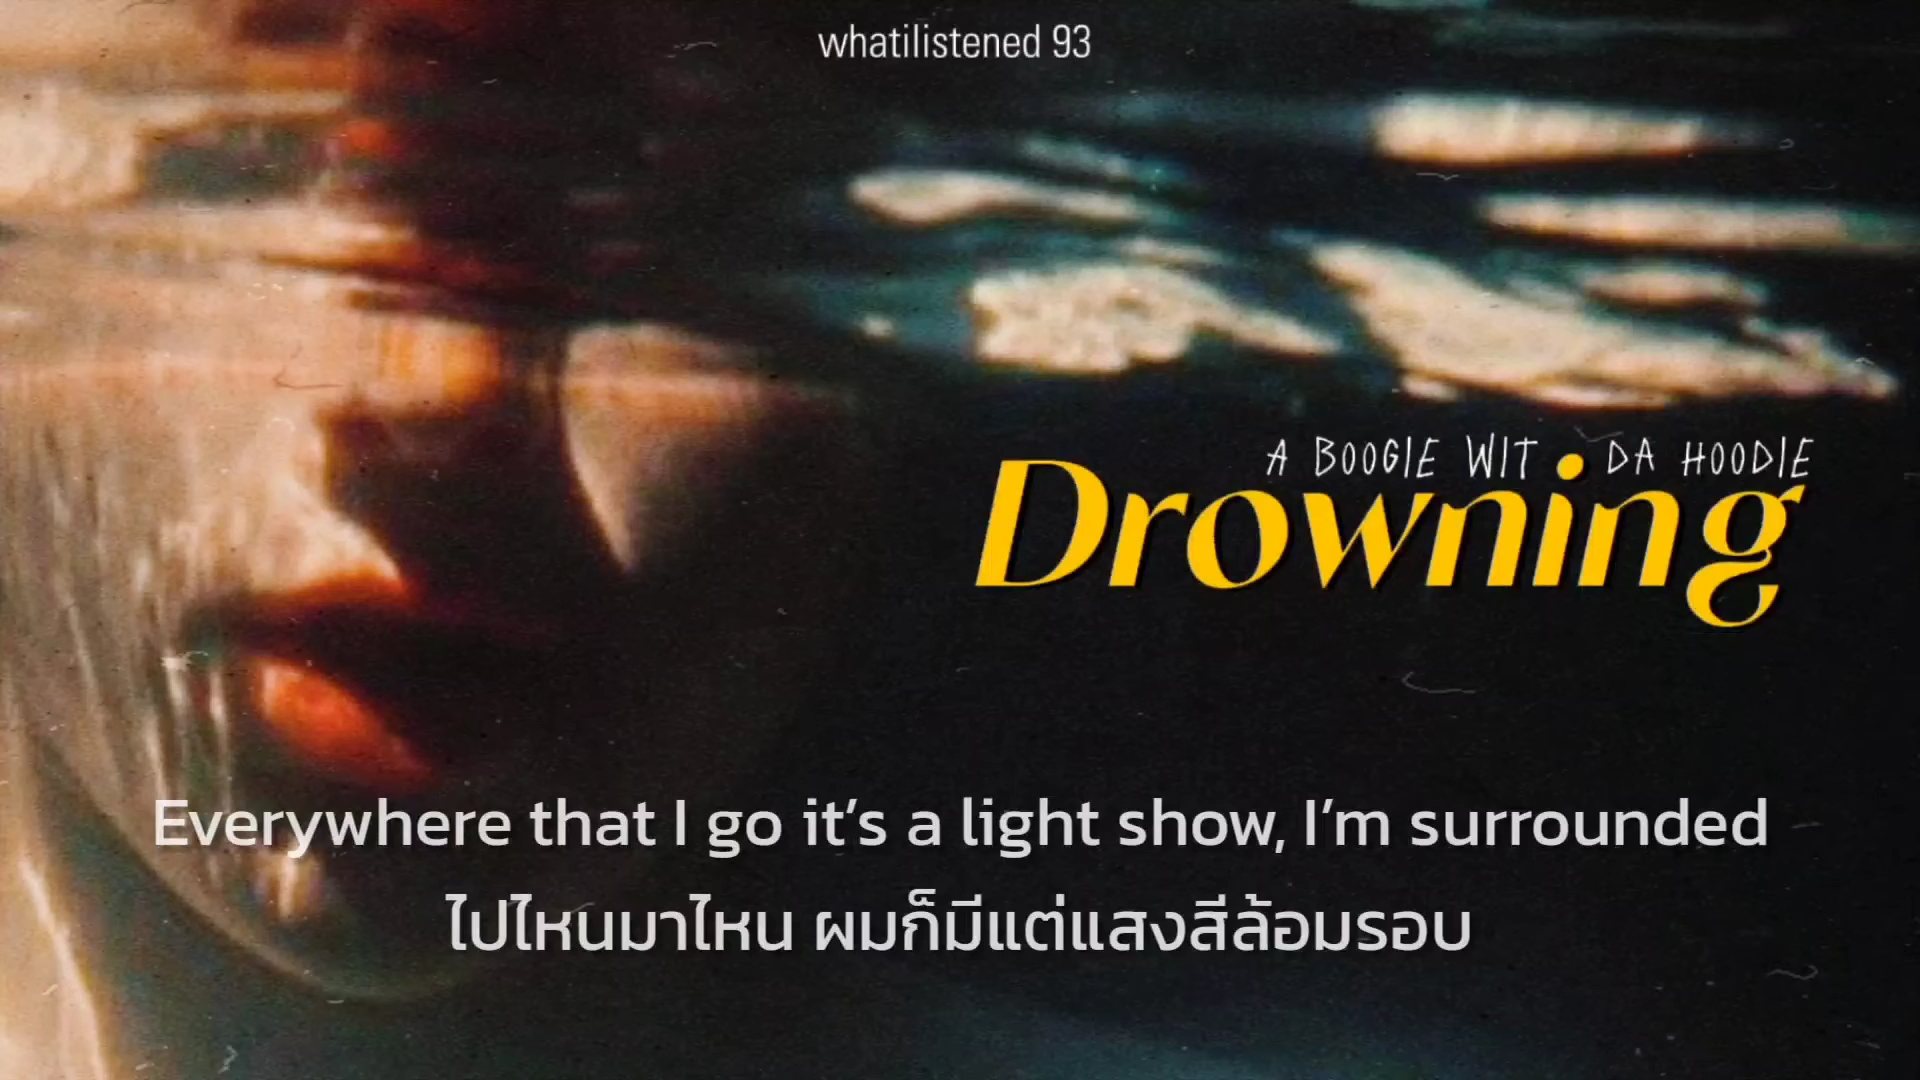 whatilistened 93
A BOOGIE WIT DA HOODIE
Drowning
Everywhere that I go it’s a light show, I’m surrounded
ไปไหนมาไหน ผมก็มีแต่แสงสีล้อมรอบ